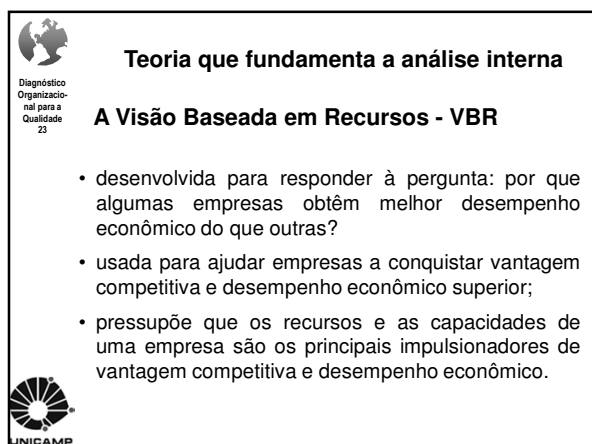 Teoria que fundamenta a análise interna
Diagnóstico
Organizacio-
nal para a
Qualidade
23
A Visão Baseada em Recursos - VBR
• desenvolvida para responder à pergunta: por que
algumas empresas obtêm melhor desempenho
econômico do que outras?
• usada para ajudar empresas a conquistar vantagem
competitiva e desempenho econômico superior;
• pressupõe que os recursos e as capacidades de
uma empresa são os principais impulsionadores de
vantagem competitiva e desempenho econômico.
UNICAMP